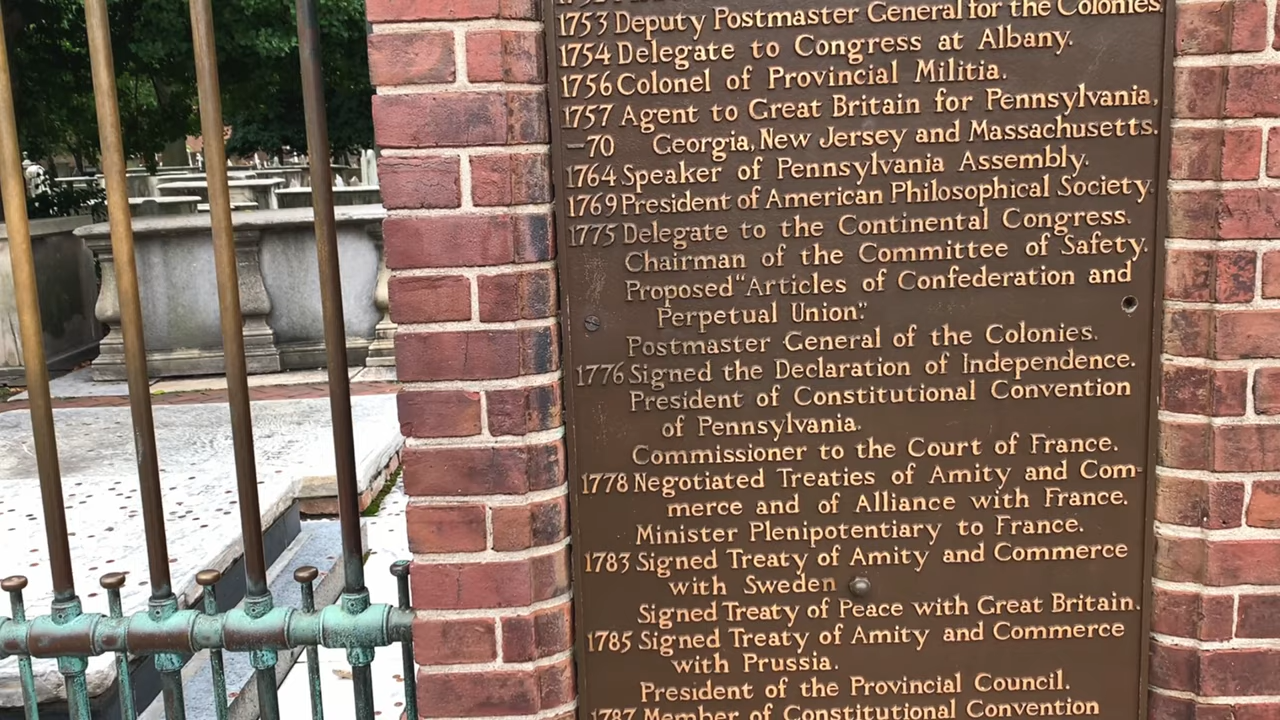 1753 Deputy Postmaster General for the Colonies.
1754 Delegate to Congress at Albany.
1756 Colonel of Provincial Militia.
1757 Agent to Great Britain for Pennsylvania,
-70 Georgia, New Jersey and Massachusetts.
1764 Speaker of Pennsylvania Assembly.
1769 President of American Philosophical Society
1775 Delegate to the Continental Congress.
Chairman of the Committee of Safety.
Proposed "Articles of Confederation and
Perpetual Union."
Postmaster General of the Colonies.
1776 Signed the Declaration of Independence.
President of Constitutional Convention
of Pennsylvania.
Commissioner to the Court of France.
1778 Negotiated Treaties of Amity and Com-
merce and of Alliance with France.
Minister Plenipotentiary to France.
1783 Signed Treaty of Amity and Commerce
with Sweden
Signed Treaty of Peace with Great Britain.
1785 Signed Treaty of Amity and Commerce
with Prussia.
President of the Provincial Council.
1787 Member of Constitutional Convention